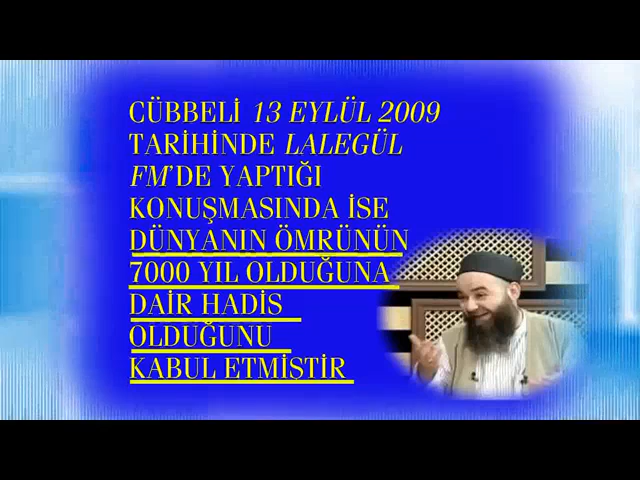 CÜBBELİ 13 EYLÜL 2009
TARİHİNDE LALEGÜL
FM'DE YAPTIĞI
KONUŞMASINDA İSE
DÜNYANIN ÖMRÜNÜN
7000 YIL OLDUĞUNA
DAİR HADİS
OLDUĞUNU
KABUL ETMİŞTİR